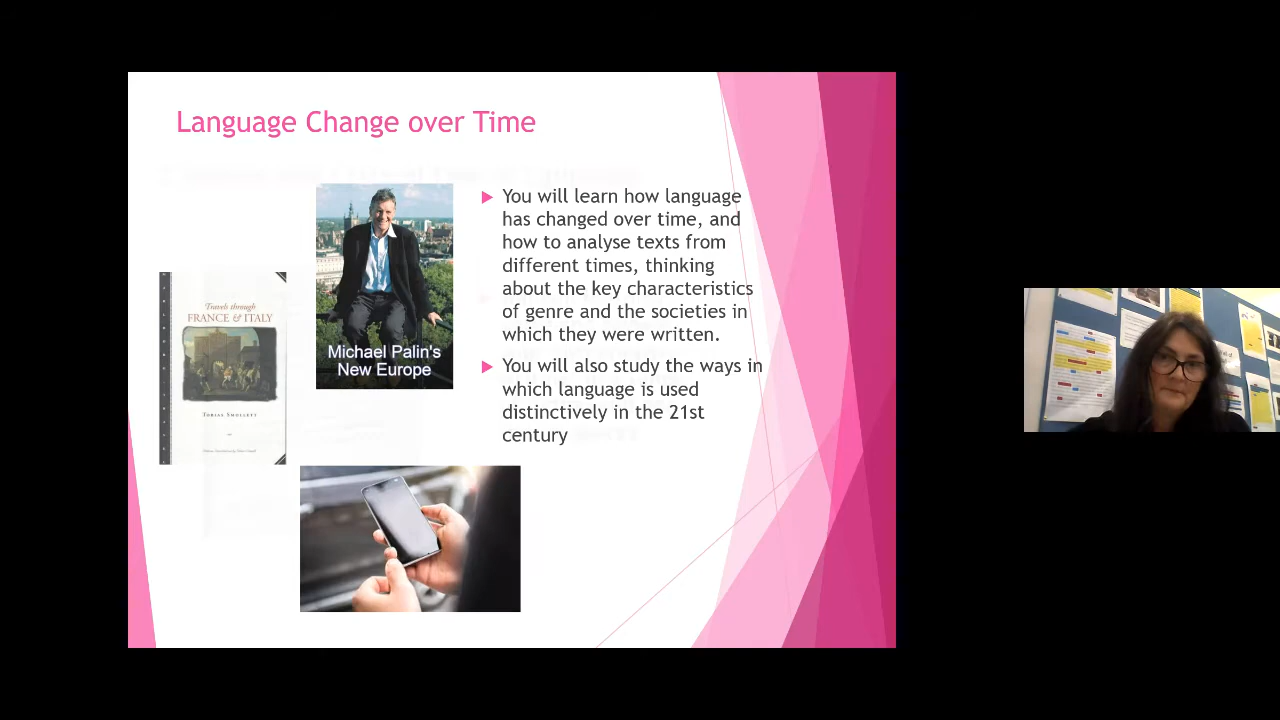 Language Change over Time
You will learn how language
has changed over time, and
how to analyse texts from
different times, thinking
about the key characteristics
of genre and the societies in
which they were written.
You will also study the ways in
which language is used
distinctively in the 21st
century
Michael Palin's
New Europe
Travels through
FRANCE & ITALY
TOBIAS SMOLLETT